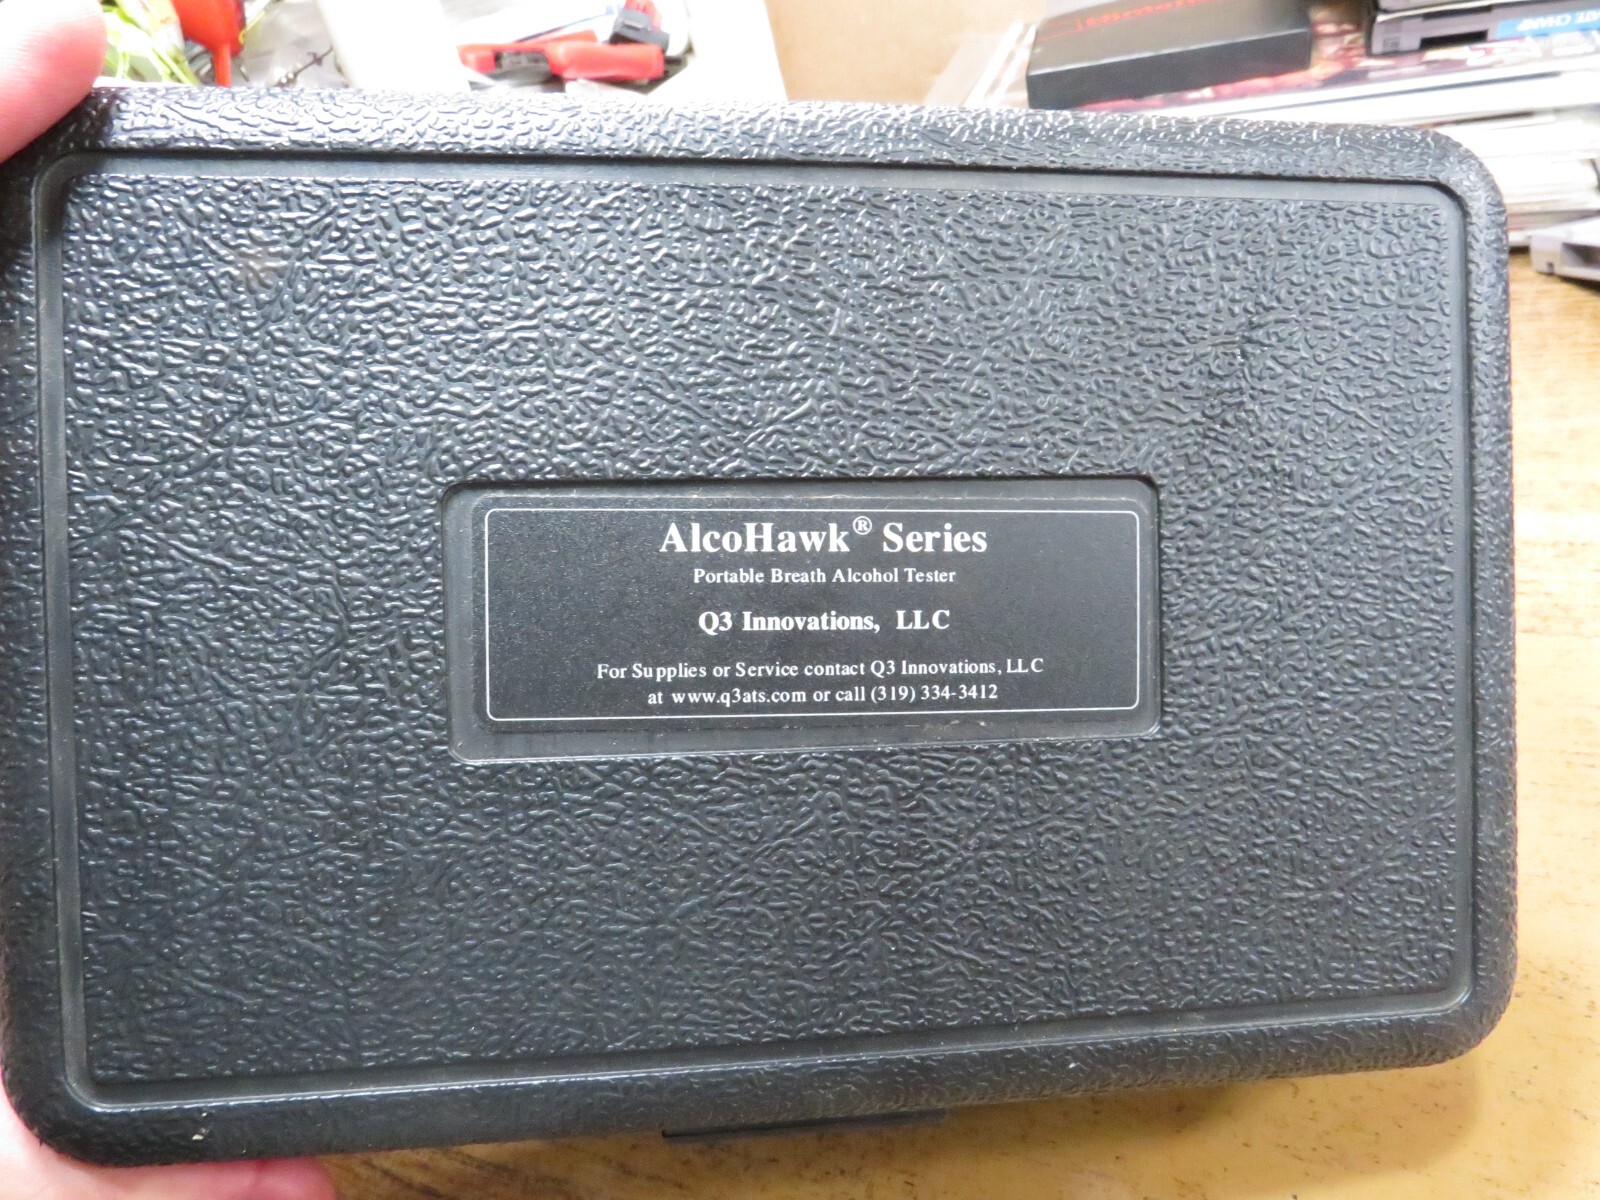 AlcoHawk® Series
Portable Breath Alcohol Tester
Q3 Innovations, LLC
For Supplies or Service contact Q3 Innovations, LLC
at www.q3ats.com or call (319) 334-3412